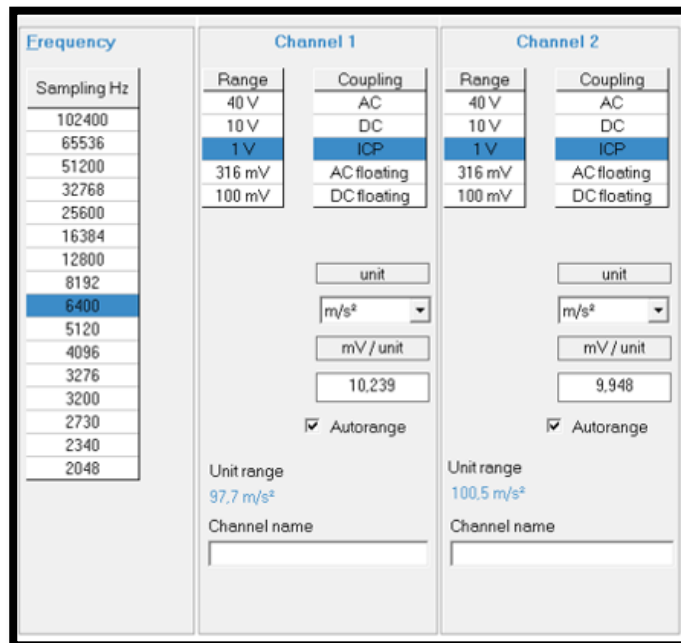 Frequency
Sampling Hz
102400
65536
51200
32768
25600
16384
12800
8192
6400
5120
4096
3276
3200
2730
2340
2048
Channel 1
Range Coupling
40 V AC
10 V DC
1 V ICP
316 mV AC floating
100 mV DC floating
unit
m/s²
mV / unit
10,239
Autorange
Unit range
97,7 m/s²
Channel name
Channel 2
Range Coupling
40 V AC
10 V DC
1 V ICP
316 mV AC floating
100 mV DC floating
unit
m/s²
mV / unit
9,948
Autorange
Unit range
100,5 m/s²
Channel name